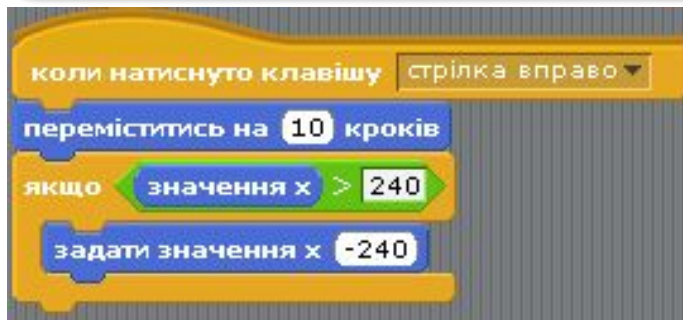 коли натиснуто клавішу стрілка вправо
переміститись на 10 кроків
якщо значення x > 240
задати значення x -240